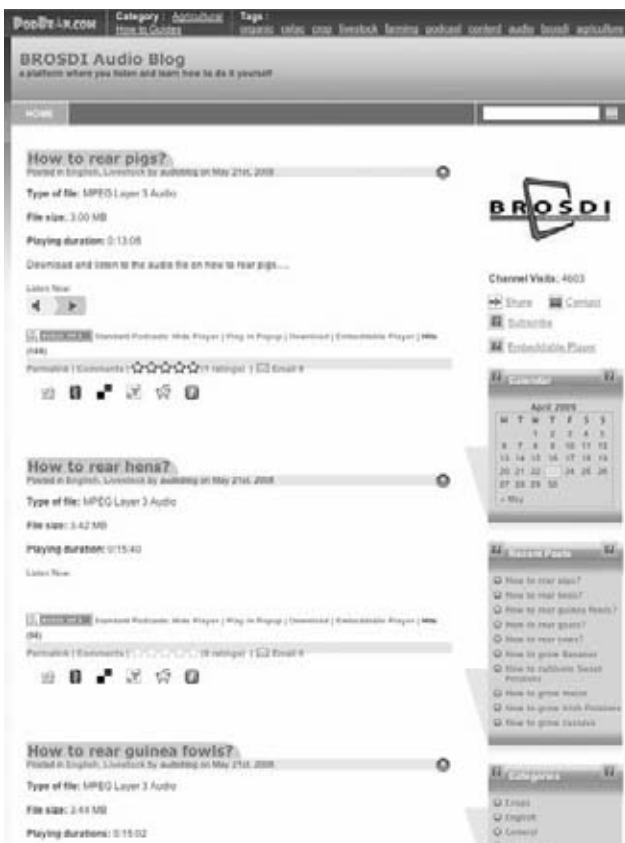 PODBEAN.COM
Category : Agricultural
How to Guides
Tags :
organic celac crop livestock farming podcast content audio brosdi agriculture
BROSDI Audio Blog
a platform where you listen and learn how to do it yourself
HOME
How to rear pigs?
Posted in English, Livestock by audioblog on May 21st, 2008
Type of file: MPEG Layer 3 Audio
File size: 3.00 MB
Playing duration: 0:13:06
Download and listen to the audio file on how to rear pigs....
Listen Now:
Standard Podcasts: Hide Player | Play in Popup | Download | Embeddable Player | Hits
Permalink | Comments | (1 ratings) | Email it
How to rear hens?
Posted in English, Livestock by audioblog on May 21st, 2008
Type of file: MPEG Layer 3 Audio
File size: 3.42 MB
Playing duration: 0:15:40
Listen Now:
Standard Podcasts: Hide Player | Play in Popup | Download | Embeddable Player | Hits
Permalink | Comments | (0 ratings) | Email it
How to rear guinea fowls?
Posted in English, Livestock by audioblog on May 21st, 2008
Type of file: MPEG Layer 3 Audio
File size: 3.44 MB
Playing durations: 0:15:02
BROSDI
Channel Visits: 4603
Share Contact
Subscribe
Embeddable Player
Calendar
April 2009
M T W T F S S
1 2 3 4 5
6 7 8 9 10 11 12
13 14 15 16 17 18 19
20 21 22 24 25 26
27 28 29 30
« May
Recent Posts
How to rear pigs?
How to rear hens?
How to rear guinea fowls?
How to rear goats?
How to rear cows?
How to grow Bananas
How to cultivate Sweet
Potatoes
How to grow maize
How to grow Irish Potatoes
How to grow cassava
Categories
Crops
English
General